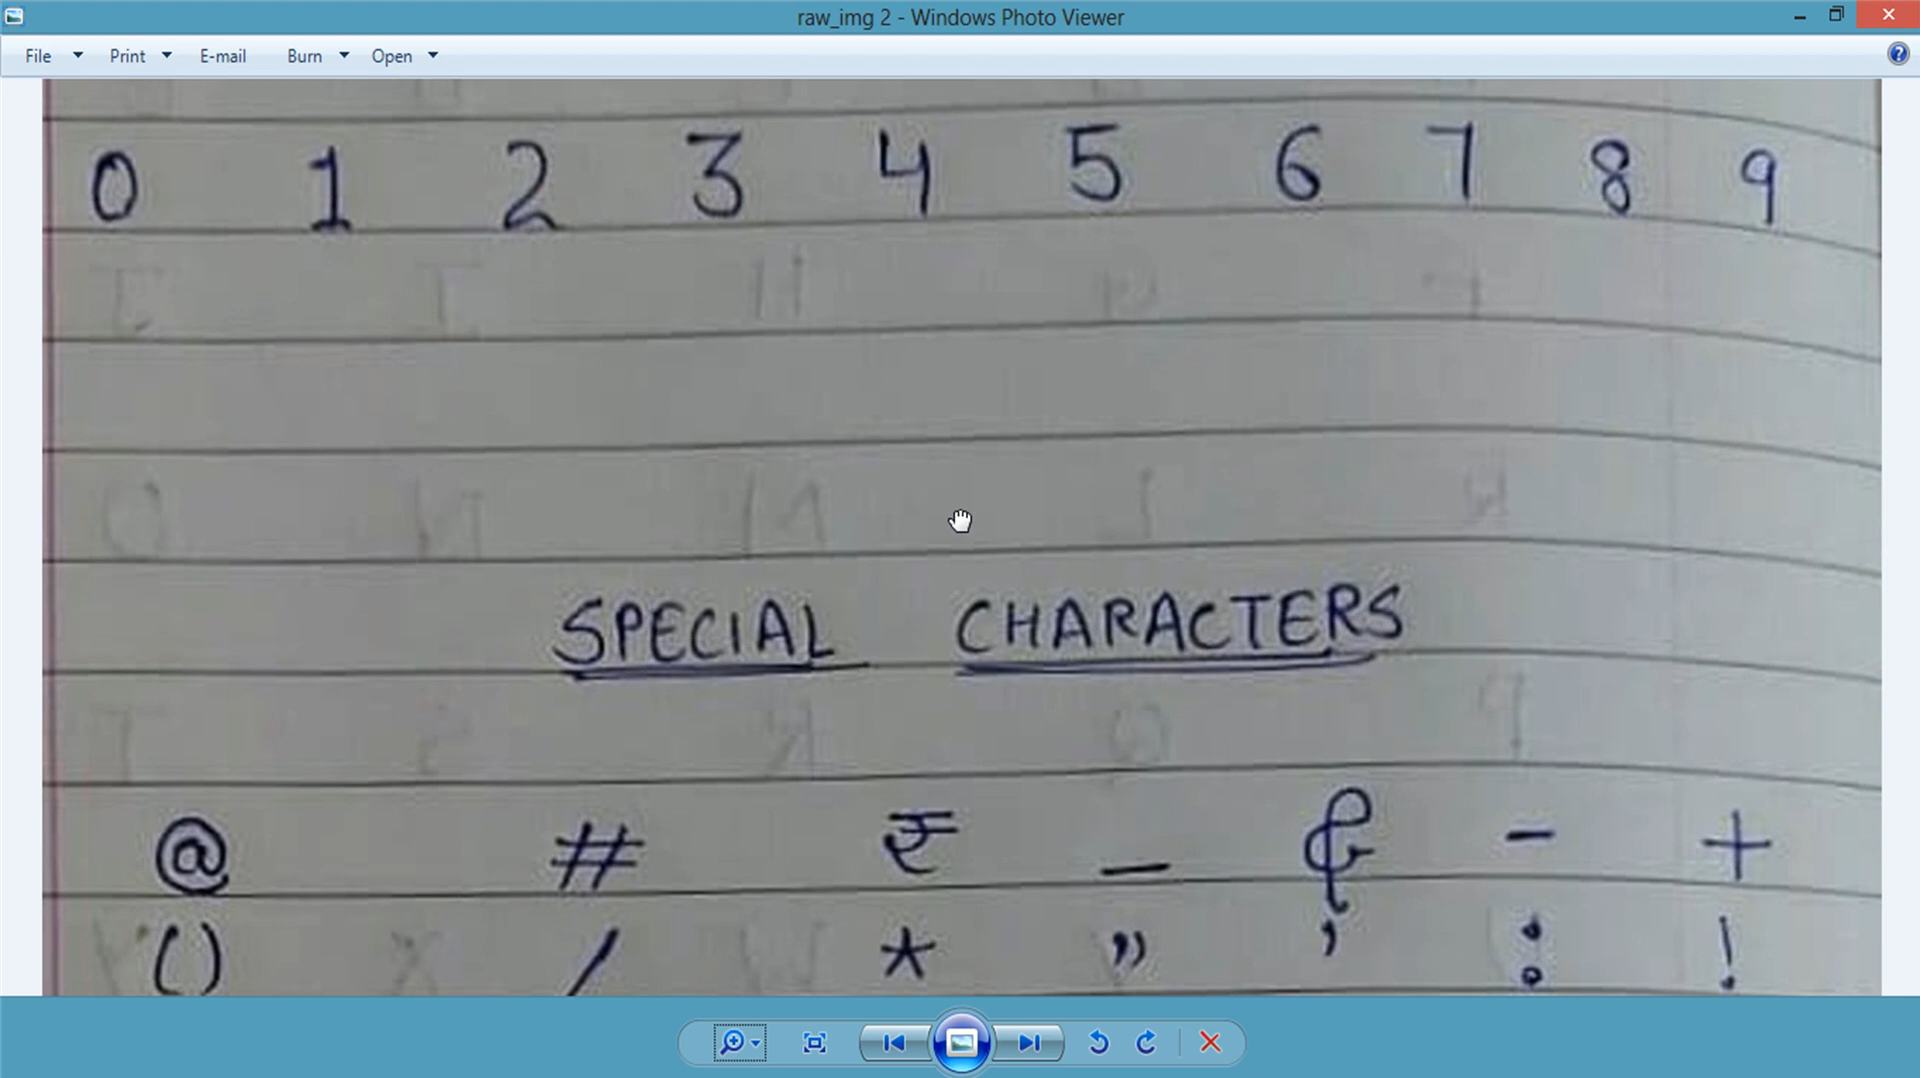 raw_img 2 - Windows Photo Viewer
File Print E-mail Burn Open
0 1 2 3 4 5 6 7 8 9
SPECIAL CHARACTERS
@ # ₹ _ & - +
() / * " ' : !